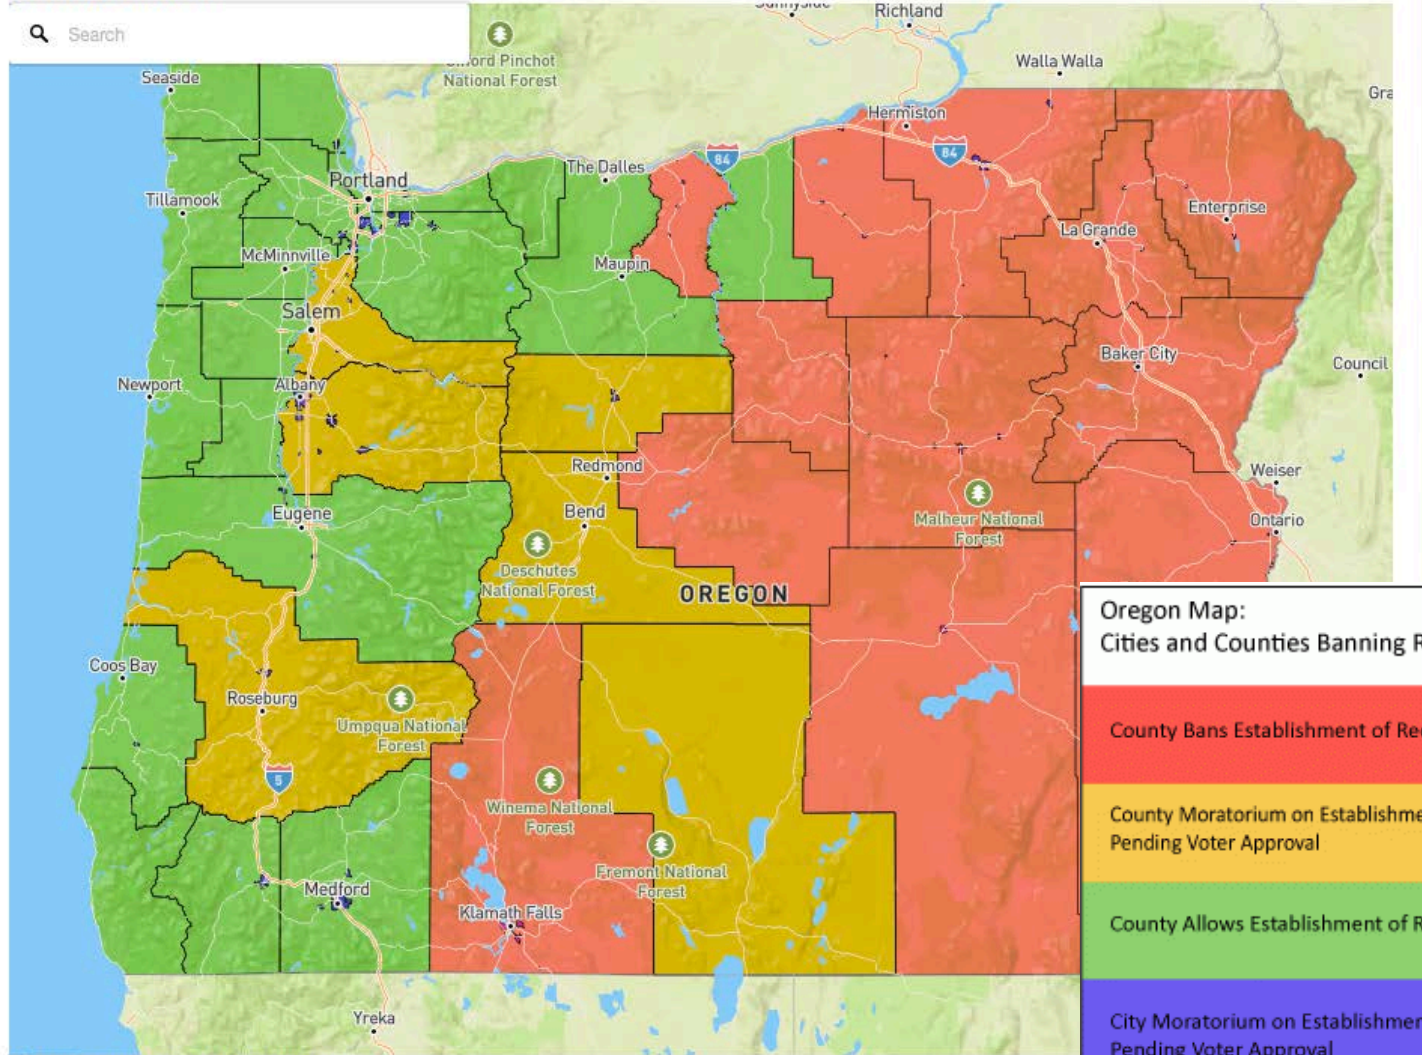 Search
Sunnyside
Richland
Gifford Pinchot
National Forest
Walla Walla
Seaside
Hermiston
84
84
The Dalles
Portland
Tillamook
Enterprise
La Grande
McMinnville
Maupin
Salem
Baker City
Council
Newport
Albany
Redmond
Weiser
Bend
Eugene
Malheur National
Forest
Ontario
Deschutes
National Forest
OREGON
Coos Bay
Roseburg
Umpqua National
Forest
5
Winema National
Forest
Fremont National
Forest
Medford
Klamath Falls
Yreka
Oregon Map:
Cities and Counties Banning
County Bans Establishment of
County Moratorium on
Pending Voter Approval
County Allows Establishment of
City Moratorium on
Pending Voter Approval